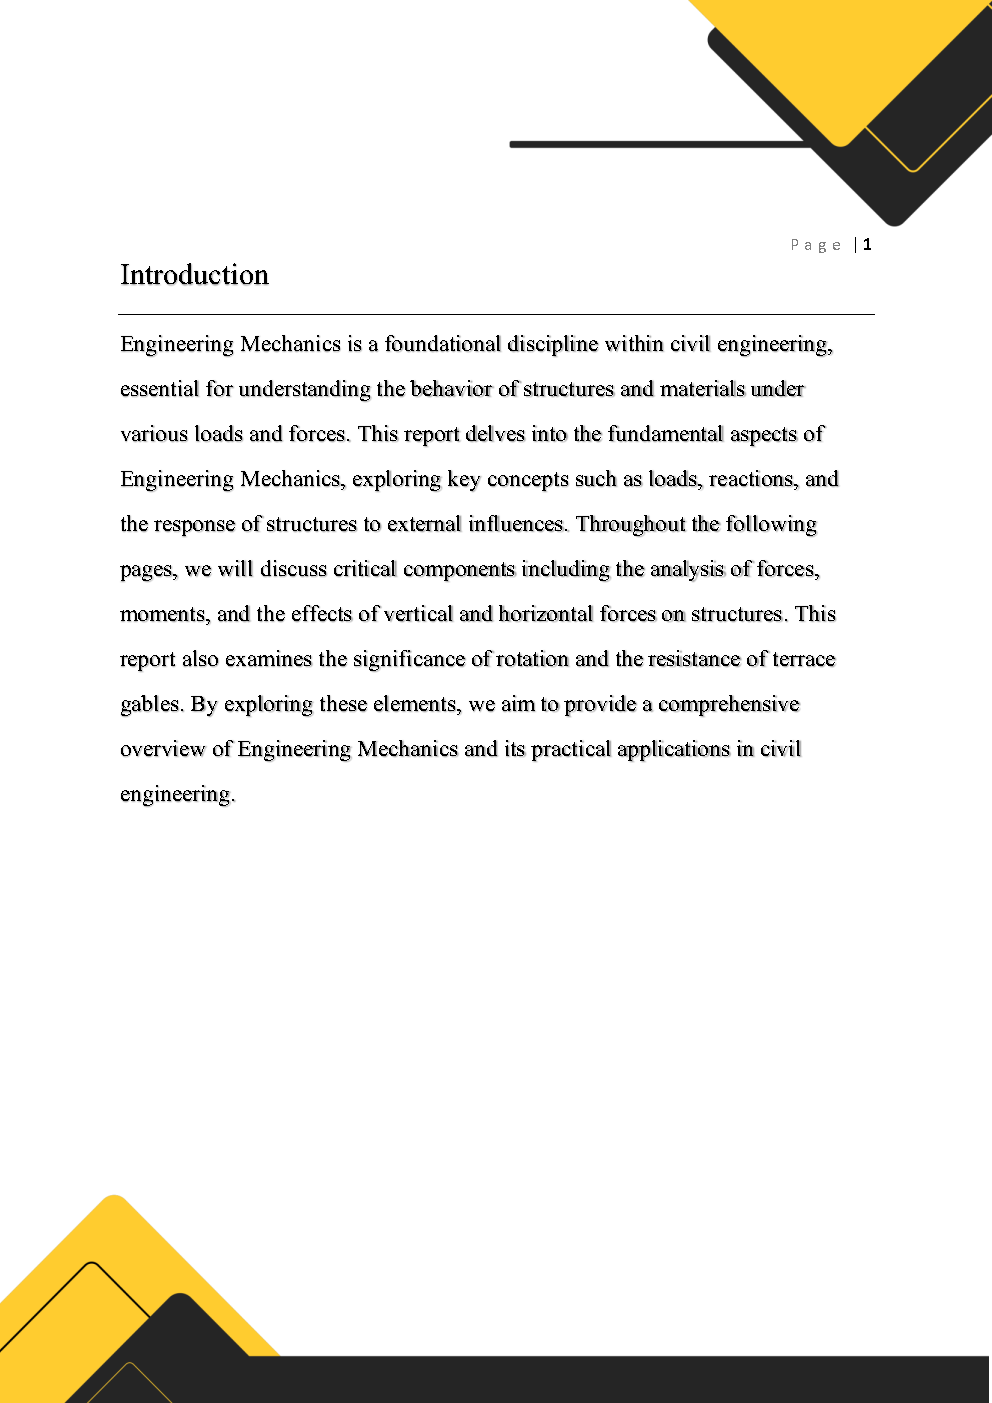 Page | 1
Introduction
Engineering Mechanics is a foundational discipline within civil engineering,
essential for understanding the behavior of structures and materials under
various loads and forces. This report delves into the fundamental aspects of
Engineering Mechanics, exploring key concepts such as loads, reactions, and
the response of structures to external influences. Throughout the following
pages, we will discuss critical components including the analysis of forces,
moments, and the effects of vertical and horizontal forces on structures. This
report also examines the significance of rotation and the resistance of terrace
gables. By exploring these elements, we aim to provide a comprehensive
overview of Engineering Mechanics and its practical applications in civil
engineering.